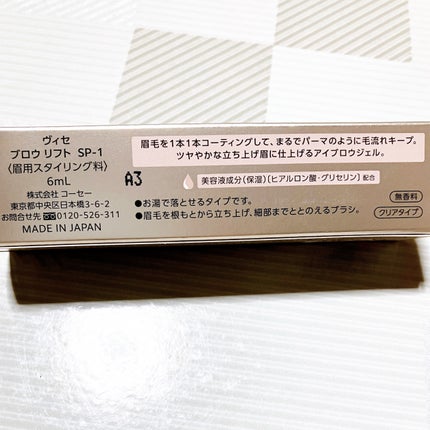 ヴィセ
ブロウ リフト SP-1
〈眉用スタイリング料〉
6mL
株式会社 コーセー
東京都中央区日本橋3-6-2
お問合せ先 0120-526-311
MADE IN JAPAN
A3
眉毛を1本1本コーティングして、まるでパーマのように毛流れキープ。
ツヤやかな立ち上げ眉に仕上げるアイブロウジェル。
美容液成分〈保湿〉[ヒアルロン酸・グリセリン]配合
●お湯で落とせるタイプです。
●眉毛を根もとから立ち上げ、細部までととのえるブラシ。
無香料
クリアタイプ